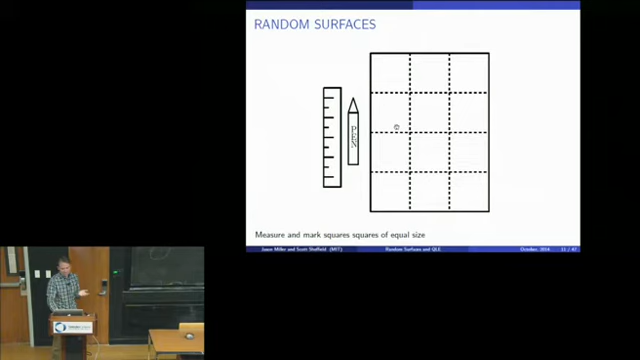 RANDOM SURFACES
PEN
Measure and mark squares squares of equal size
Jason Miller and Scott Sheffield (MIT)
Random Surfaces and QLE
October, 2014
11 / 47